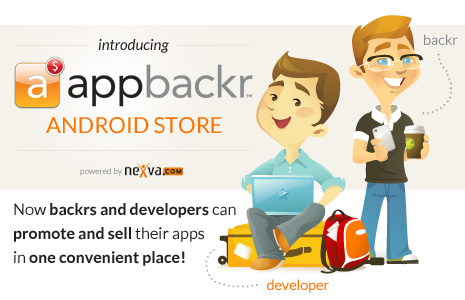 introducing
a $ appbackr™
ANDROID STORE
powered by nexva.com
backr
Now backrs and developers can
promote and sell their apps
in one convenient place!
developer